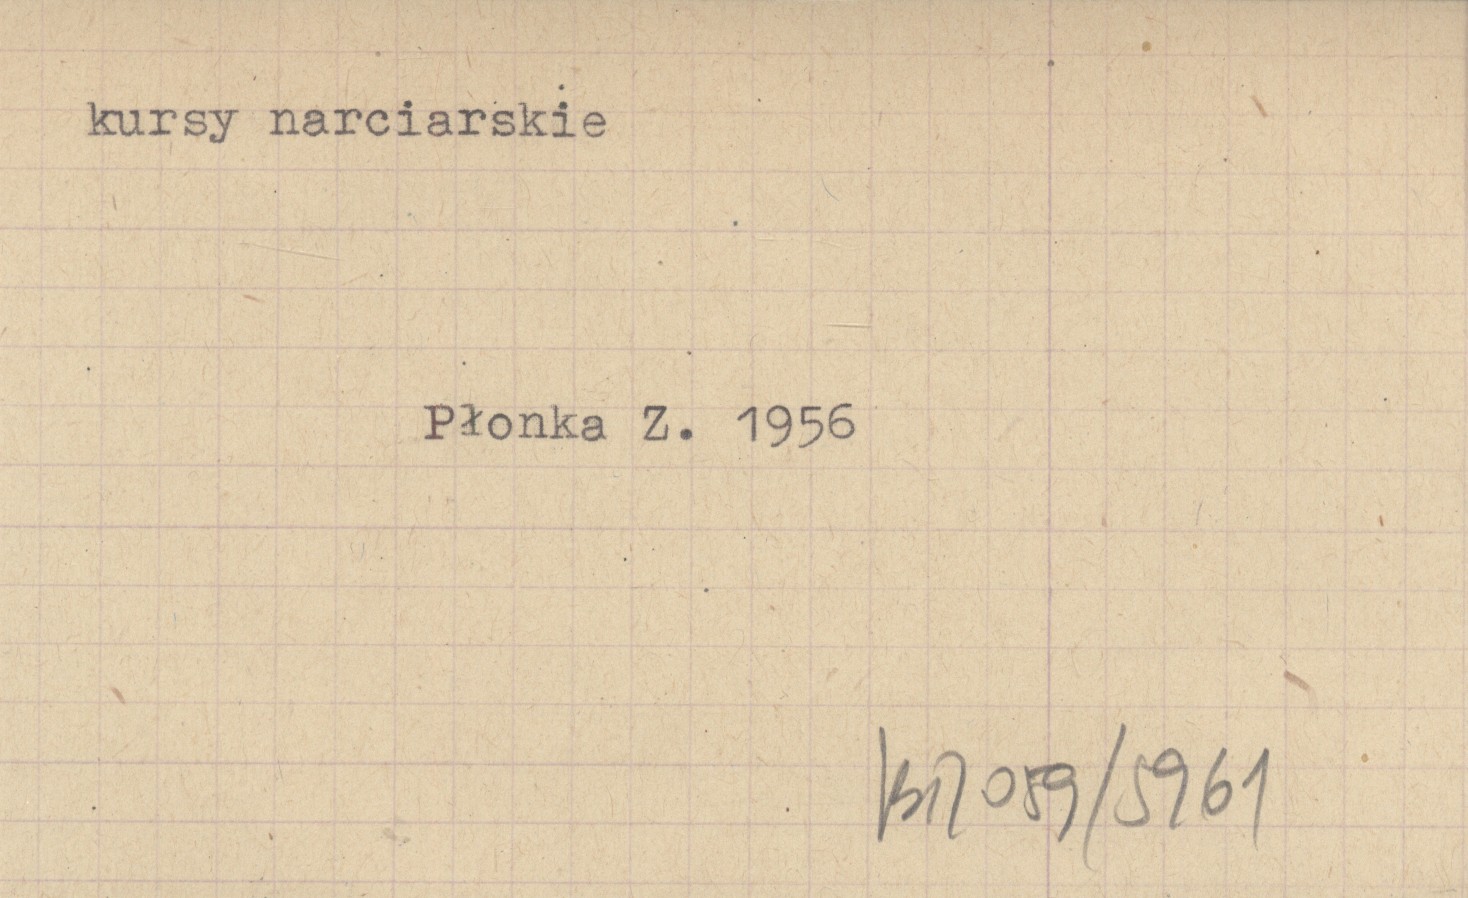 kursy narciarskie
Płonka Z. 1956
059/5961